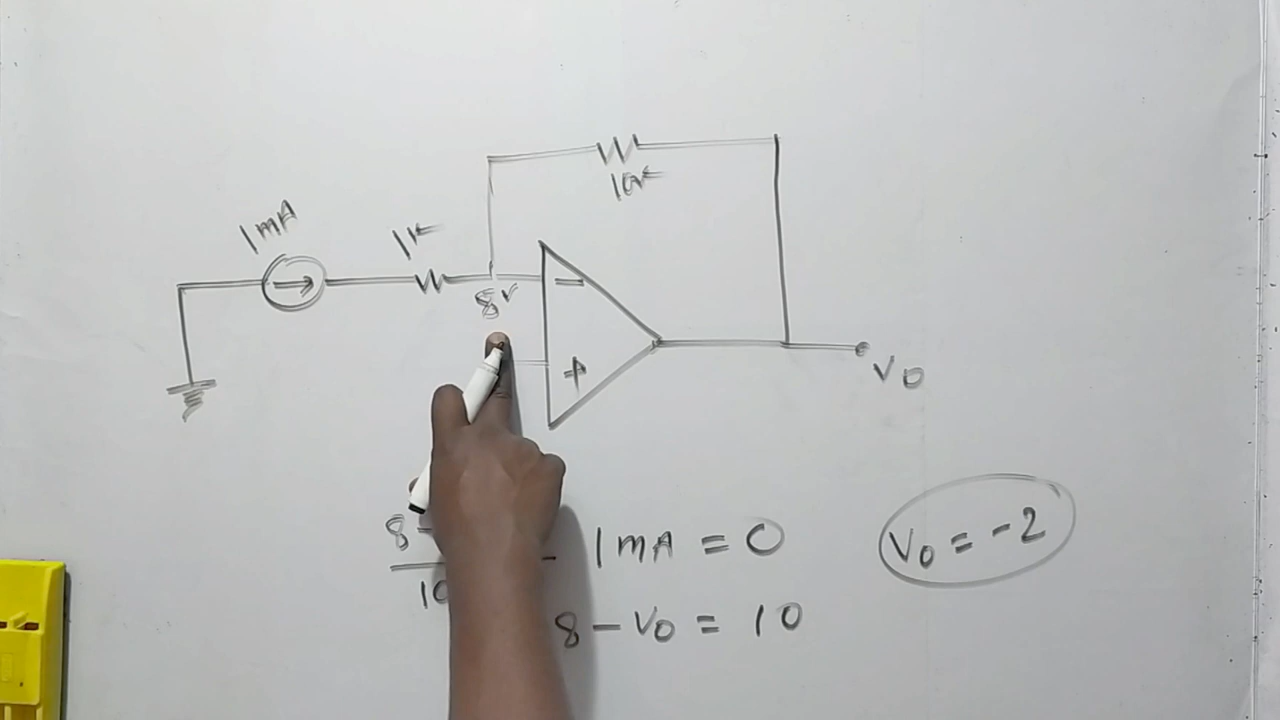 10K
1mA
1K
8V
-
+
Vo
8-
10
- 1mA = 0
8 - Vo = 10
Vo = -2